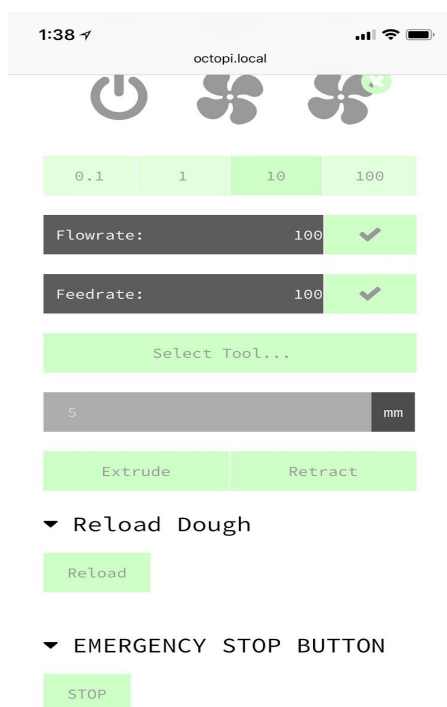 1:38
octopi.local
0.1 1 10 100
Flowrate: 100
Feedrate: 100
Select Tool...
5 mm
Extrude Retract
Reload Dough
Reload
EMERGENCY STOP BUTTON
STOP